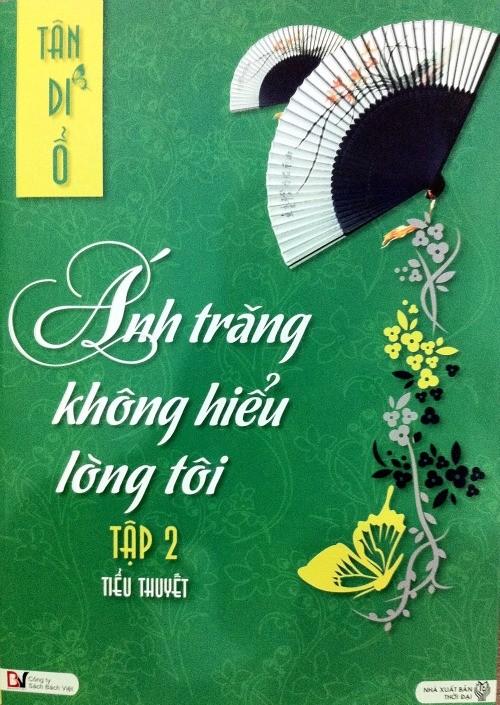 TÂN
DI
Ổ
Ánh trăng
không hiểu
lòng tôi
TẬP 2
TIỂU THUYẾT
BV
Công ty
Sách Bách Việt
NHÀ XUẤT BẢN
THỜI ĐẠI